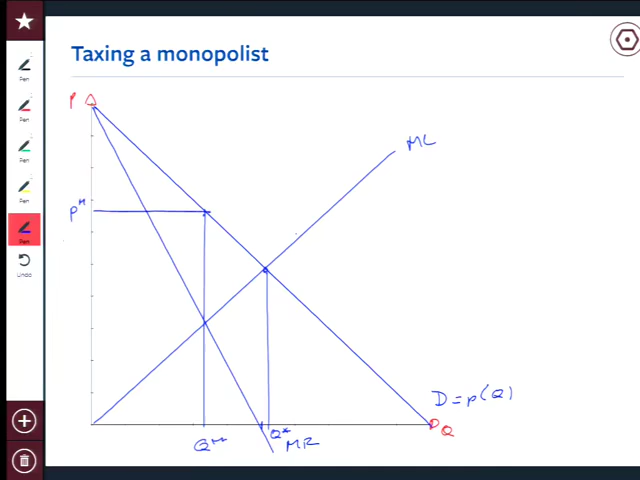 Taxing a monopolist
Pen
Pen
Pen
Pen
Pen
Undo
P
MC
P^M
D = p(Q)
Q
Q^M
Q*
MR